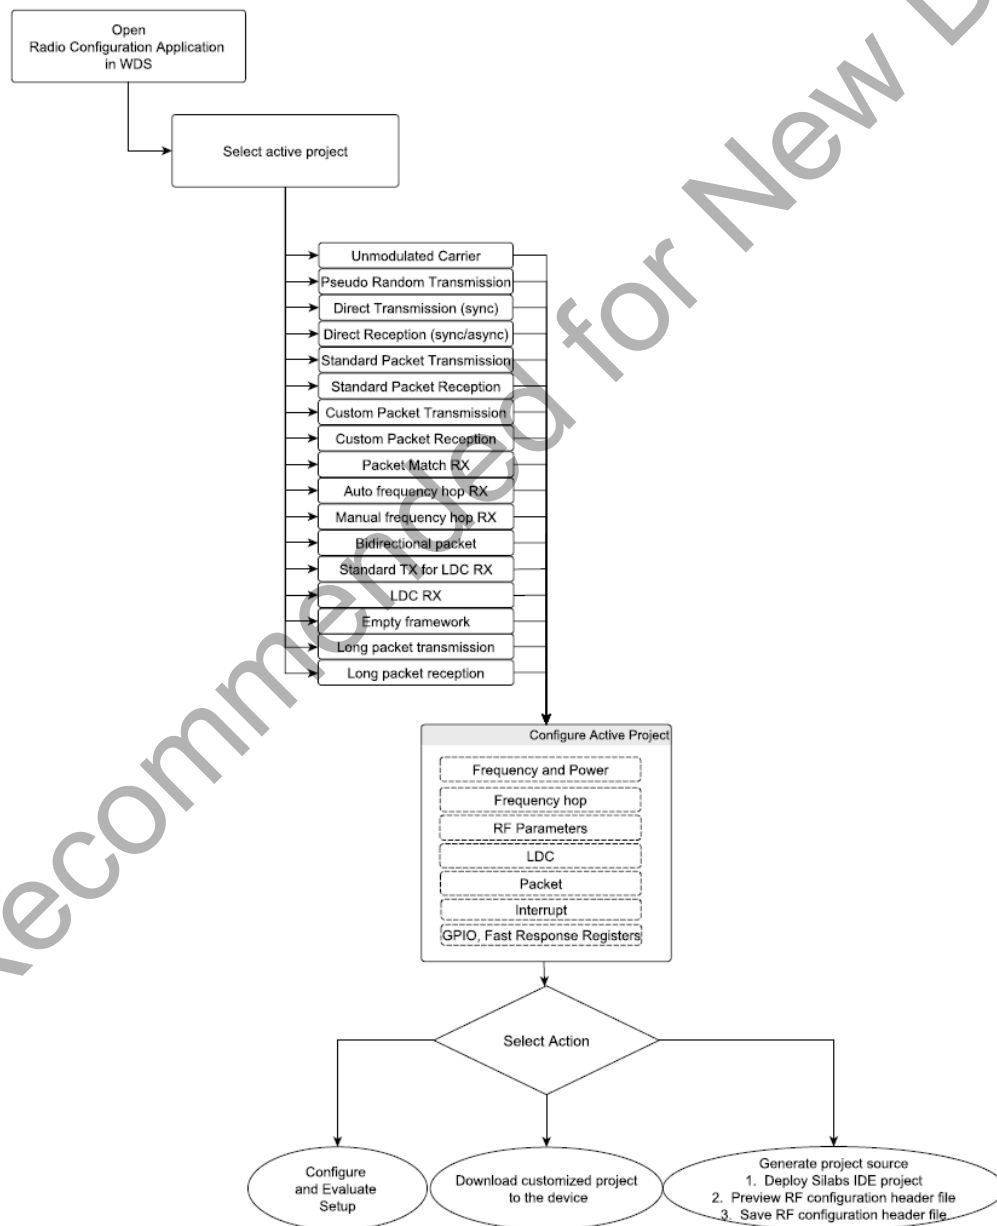 Open
Radio Configuration Application
in WDS
Select active project
Unmodulated Carrier
Pseudo Random Transmission
Direct Transmission (sync)
Direct Reception (sync/async)
Standard Packet Transmission
Standard Packet Reception
Custom Packet Transmission
Custom Packet Reception
Packet Match RX
Auto frequency hop RX
Manual frequency hop RX
Bidirectional packet
Standard TX for LDC RX
LDC RX
Empty framework
Long packet transmission
Long packet reception
Configure Active Project
Frequency and Power
Frequency hop
RF Parameters
LDC
Packet
Interrupt
GPIO, Fast Response Registers
Select Action
Configure
and Evaluate
Setup
Download customized project
to the device
Generate project source
1. Deploy Silabs IDE project
2. Preview RF configuration header file
3. Save RF configuration header file
Recommended for New